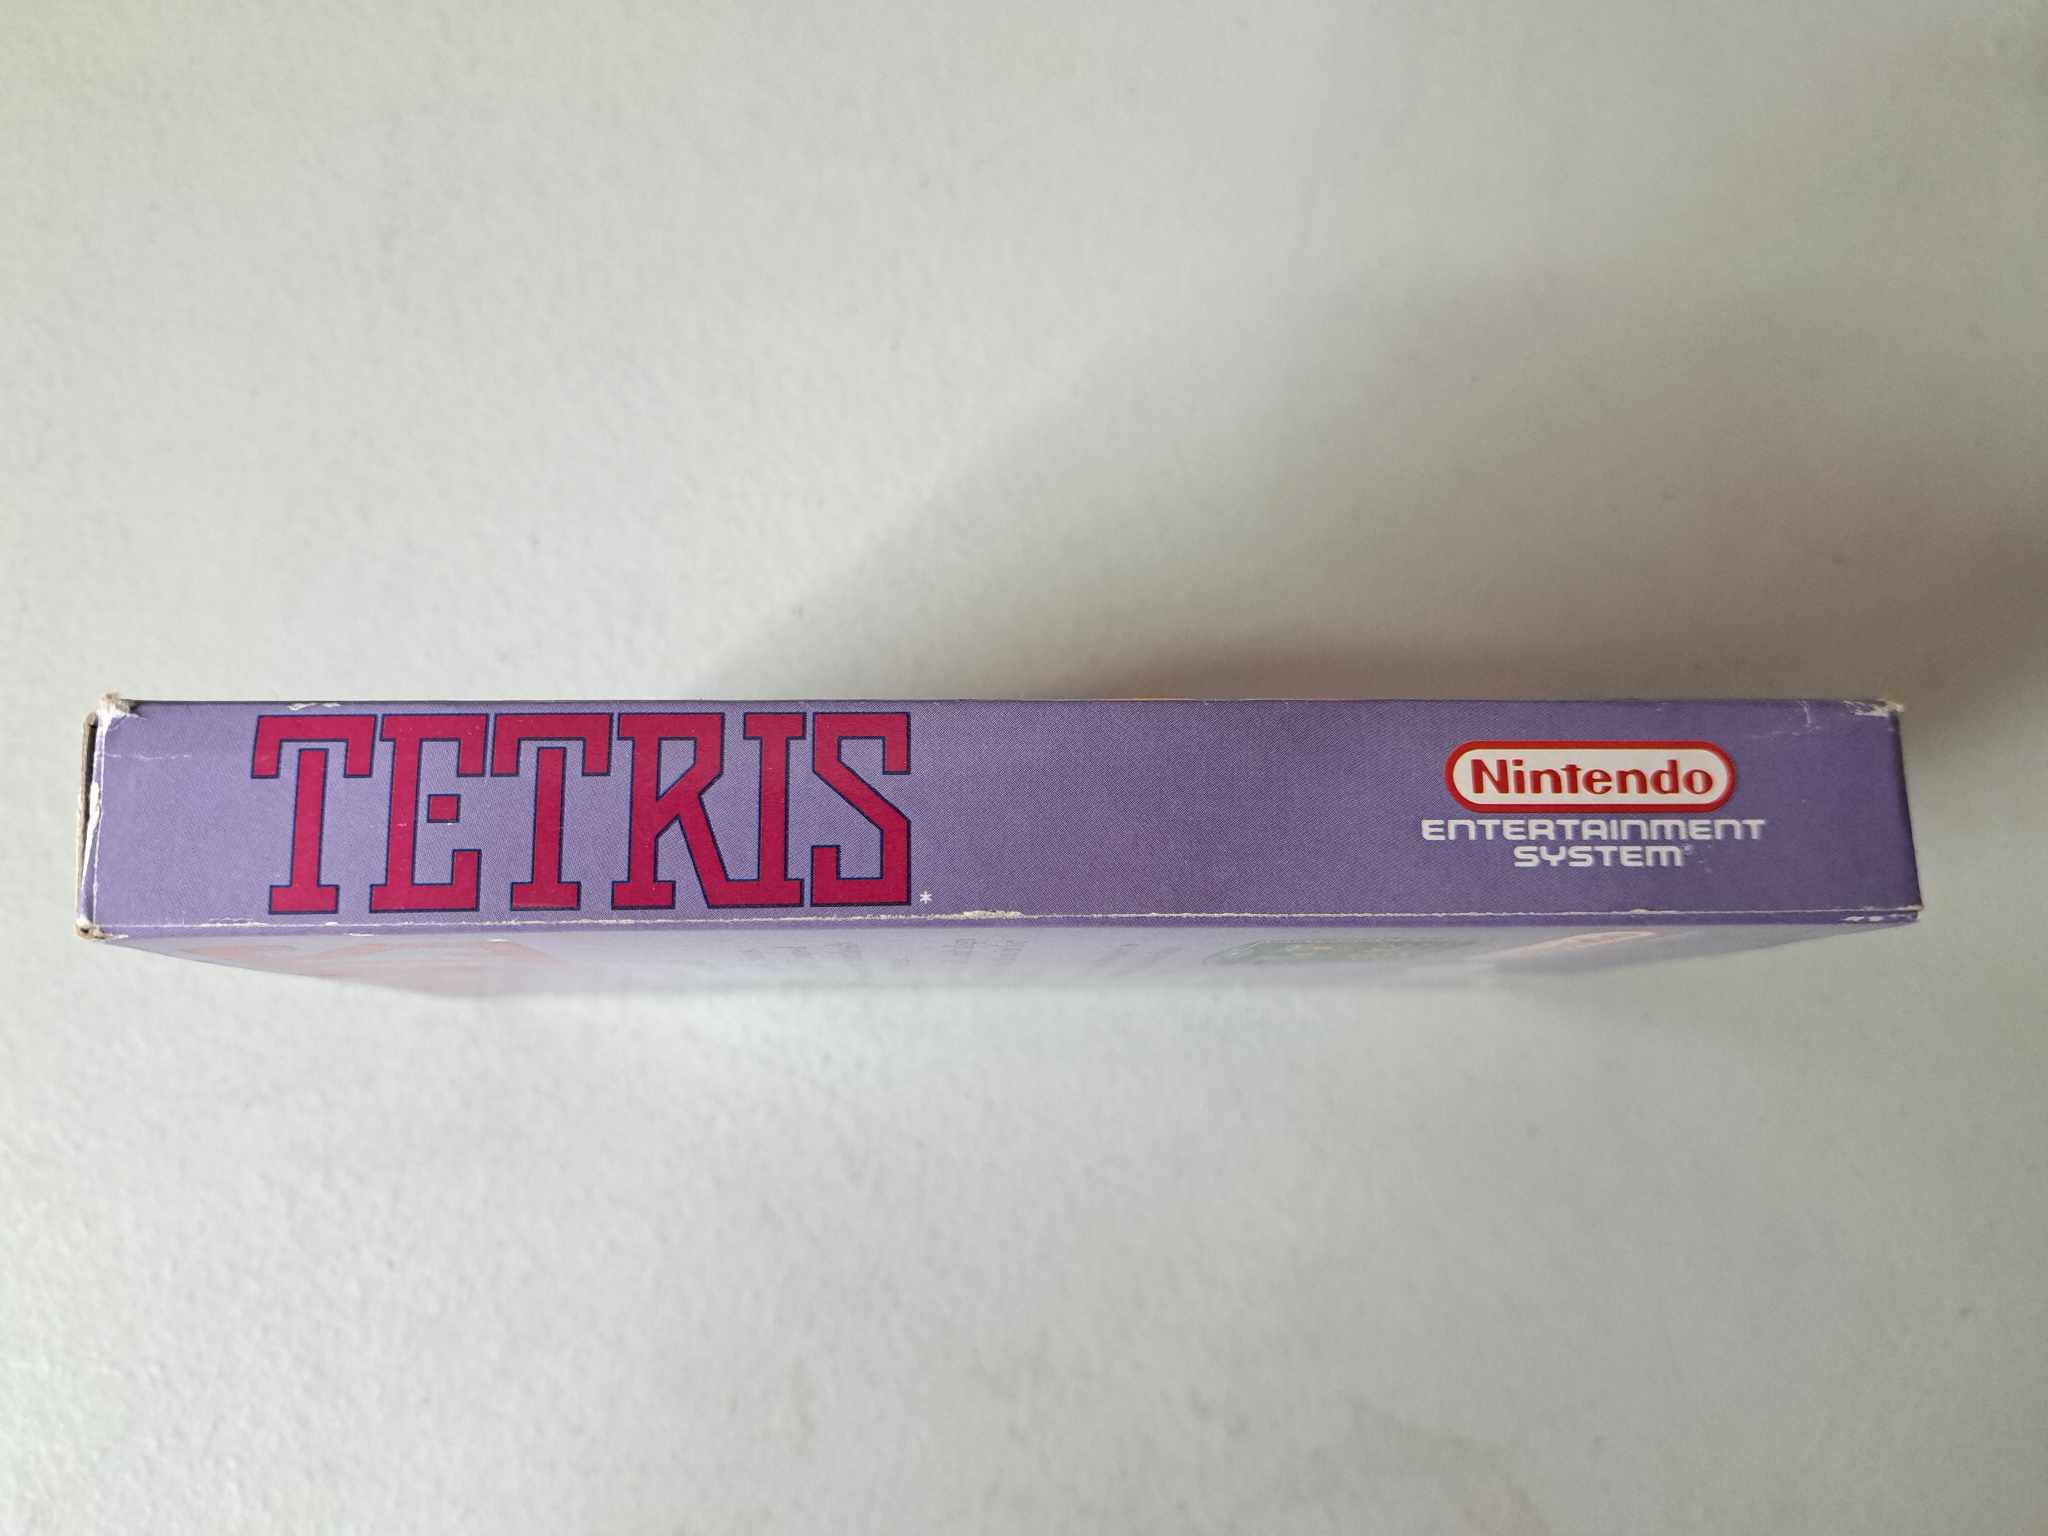 TETRIS*
Nintendo
ENTERTAINMENT
SYSTEM®